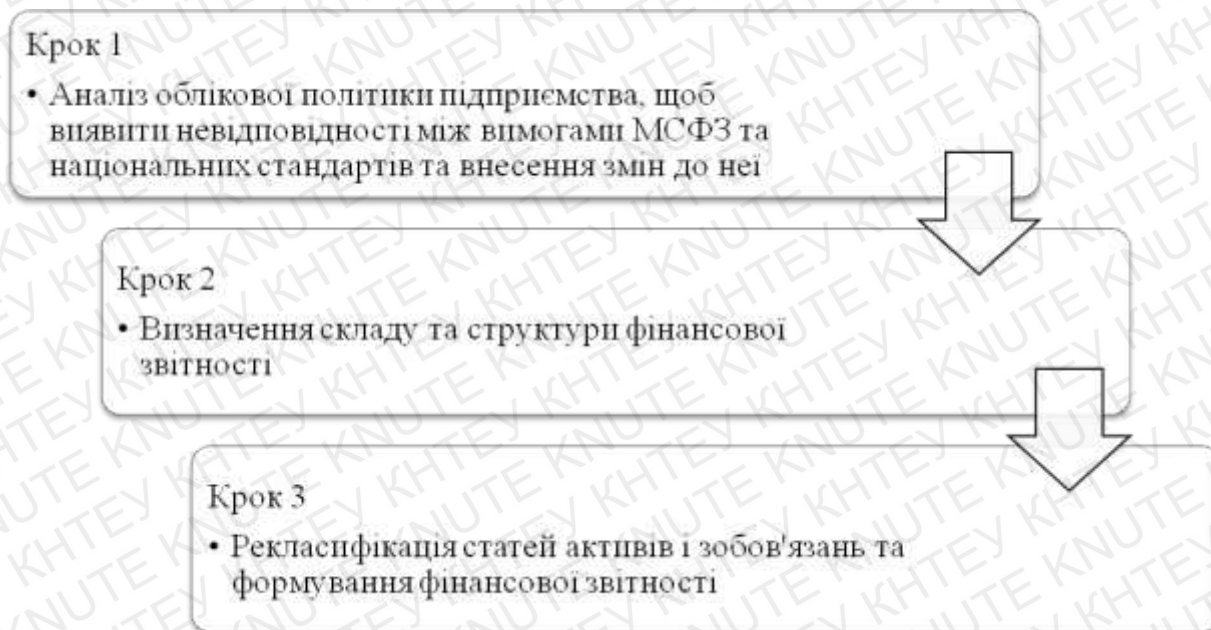 Крок 1
• Аналіз облікової політики підприємства, щоб
виявити невідповідності між вимогами МСФЗ та
національних стандартів та внесення змін до неї
Крок 2
• Визначення складу та структури фінансової
звітності
Крок 3
• Рекласифікація статей активів і зобов'язань та
формування фінансової звітності